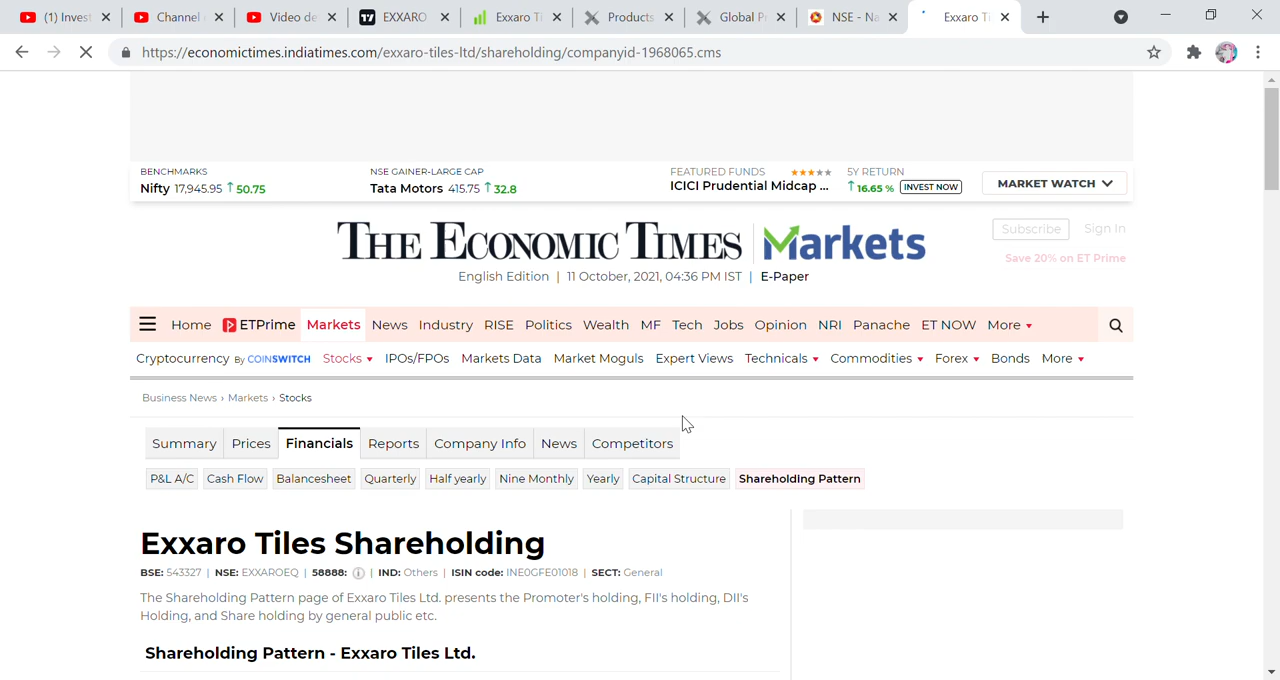 (1) Invest
Channel
Video de
EXXARO
Exxaro Ti
Products
Global P
NSE - Na
Exxaro Ti
https://economictimes.indiatimes.com/exxaro-tiles-ltd/shareholding/companyid-1968065.cms
BENCHMARKS
Nifty 17,945.95 ↑ 50.75
NSE GAINER-LARGE CAP
Tata Motors 415.75 ↑ 32.8
FEATURED FUNDS ★★★★★
ICICI Prudential Midcap ...
5Y RETURN
↑ 16.65 % INVEST NOW
MARKET WATCH
THE ECONOMIC TIMES | Markets
Subscribe Sign In
Save 20% on ET Prime
English Edition | 11 October, 2021, 04:36 PM IST | E-Paper
Home ETPrime Markets News Industry RISE Politics Wealth MF Tech Jobs Opinion NRI Panache ET NOW More
Cryptocurrency By COINSWITCH Stocks IPOs/FPOs Markets Data Market Moguls Expert Views Technicals Commodities Forex Bonds More
Business News › Markets › Stocks
Summary Prices Financials Reports Company Info News Competitors
P&L A/C Cash Flow Balancesheet Quarterly Half yearly Nine Monthly Yearly Capital Structure Shareholding Pattern
Exxaro Tiles Shareholding
BSE: 543327 | NSE: EXXAROEQ | 58888: | IND: Others | ISIN code: INE0GFE01018 | SECT: General
The Shareholding Pattern page of Exxaro Tiles Ltd. presents the Promoter's holding, FII's holding, DII's
Holding, and Share holding by general public etc.
Shareholding Pattern - Exxaro Tiles Ltd.